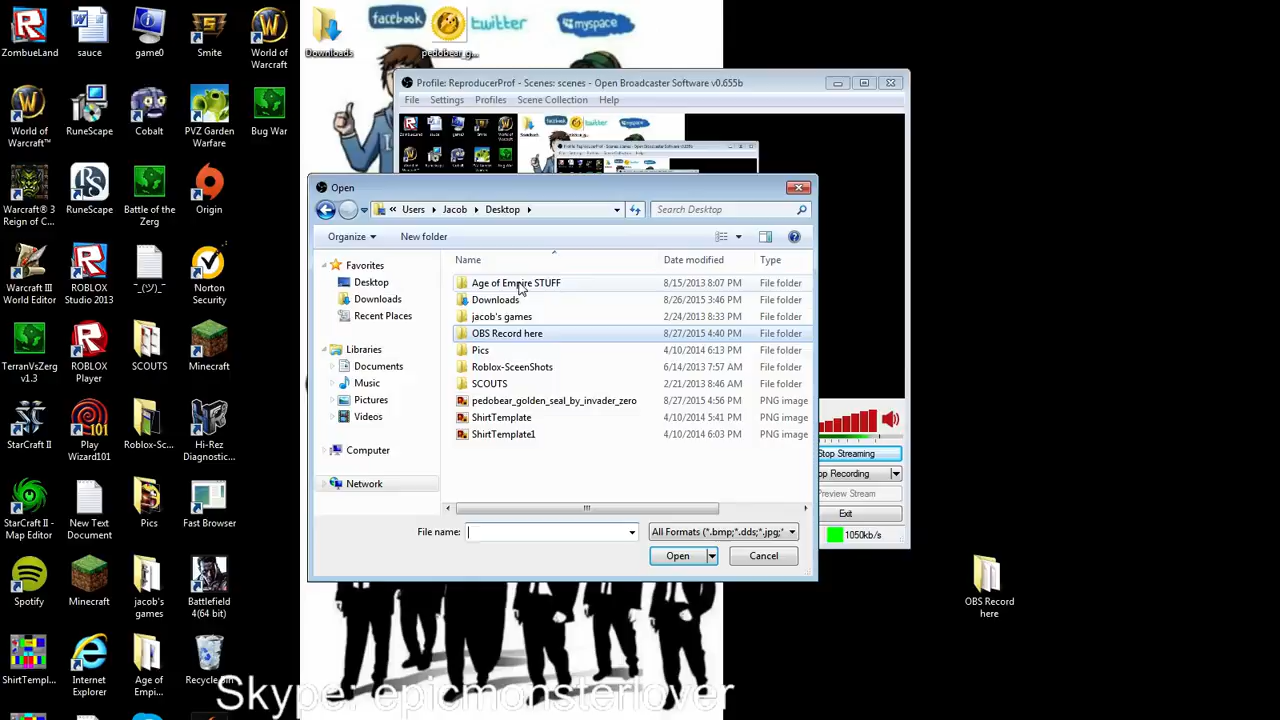 ZombueLand
sauce
game0
Smite
World of Warcraft
Downloads
pedobear_g...
facebook
twitter
myspace
World of Warcraft™
RuneScape
Cobalt
PVZ Garden Warfare
Bug War
Warcraft® 3 Reign of C...
RuneScape
Battle of the Zerg
Origin
Warcraft III World Editor
ROBLOX Studio 2013
¯_(ツ)_¯
Norton Security
TerranVsZerg v1.3
ROBLOX Player
SCOUTS
Minecraft
StarCraft II
Play Wizard101
Roblox-Sc...
Hi-Rez Diagnostic...
StarCraft II - Map Editor
New Text Document
Pics
Fast Browser
Spotify
Minecraft
jacob's games
Battlefield 4(64 bit)
ShirtTempl...
Internet Explorer
Age of Empi...
Recycle Bin
Profile: ReproducerProf - Scenes: scenes - Open Broadcaster Software v0.655b
File Settings Profiles Scene Collection Help
Open
« Users Jacob Desktop
Search Desktop
Organize New folder
Favorites
Desktop
Downloads
Recent Places
Libraries
Documents
Music
Pictures
Videos
Computer
Network
Name Date modified Type
Age of Empire STUFF 8/15/2013 8:07 PM File folder
Downloads 8/26/2015 3:46 PM File folder
jacob's games 2/24/2013 8:33 PM File folder
OBS Record here 8/27/2015 4:40 PM File folder
Pics 4/10/2014 6:13 PM File folder
Roblox-SceenShots 6/14/2013 7:57 AM File folder
SCOUTS 2/21/2013 8:46 AM File folder
pedobear_golden_seal_by_invader_zero 8/27/2015 4:56 PM PNG image
ShirtTemplate 4/10/2014 5:41 PM PNG image
ShirtTemplate1 4/10/2014 6:03 PM PNG image
File name:
All Formats (*.bmp;*.dds;*.jpg;*
Open Cancel
Stop Streaming
op Recording
Preview Stream
Exit
1050kb/s
OBS Record here
Skype: epicmonsterlover